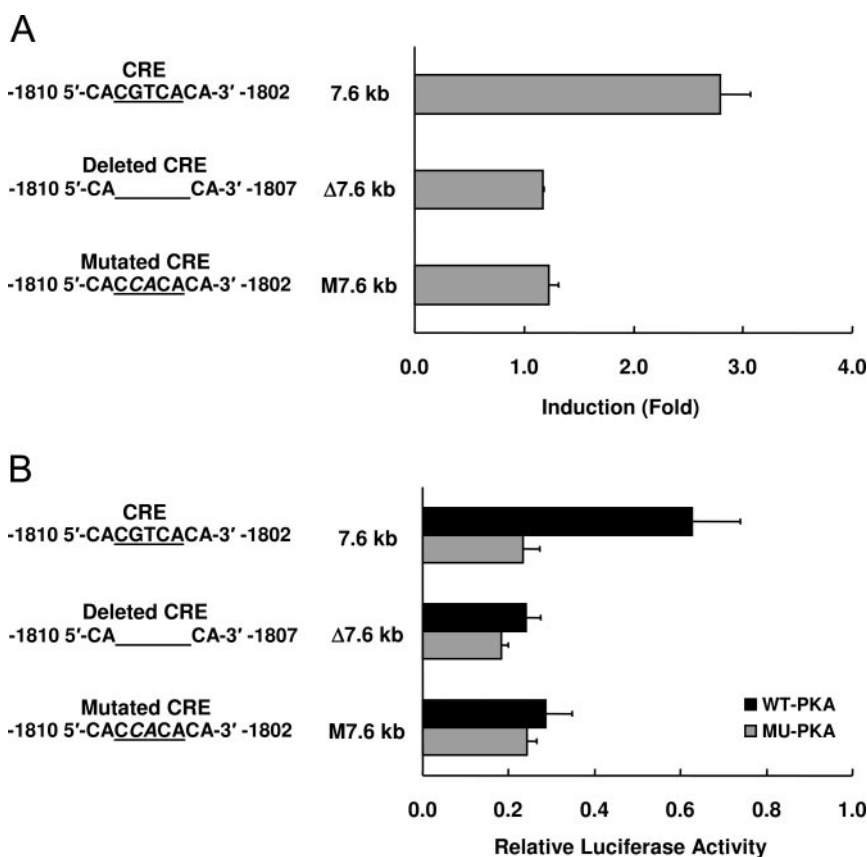 A
CRE
-1810 5′-CACGTCACA-3′ -1802 7.6 kb
Deleted CRE
-1810 5′-CA_______CA-3′ -1807 Δ7.6 kb
Mutated CRE
-1810 5′-CACCACACA-3′ -1802 M7.6 kb
0.0 1.0 2.0 3.0 4.0
Induction (Fold)
B
CRE
-1810 5′-CACGTCACA-3′ -1802 7.6 kb
Deleted CRE
-1810 5′-CA_______CA-3′ -1807 Δ7.6 kb
Mutated CRE
-1810 5′-CACCACACA-3′ -1802 M7.6 kb
WT-PKA
MU-PKA
0.0 0.2 0.4 0.6 0.8 1.0
Relative Luciferase Activity